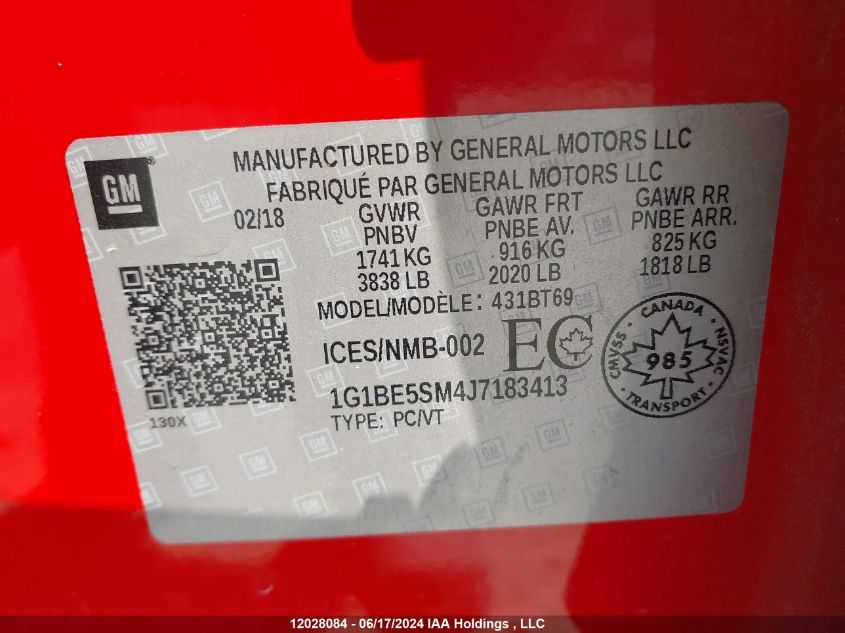 GM
MANUFACTURED BY GENERAL MOTORS LLC
FABRIQUÉ PAR GENERAL MOTORS LLC
02/18
GVWR
PNBV
1741 KG
3838 LB
GAWR FRT
PNBE AV.
916 KG
2020 LB
GAWR RR
PNBE ARR.
825 KG
1818 LB
MODEL/MODÈLE: 431BT69
ICES/NMB-002
EC
1G1BE5SM4J7183413
TYPE: PC/VT
130X
CANADA
CMVSS
985
NSVAC
TRANSPORT
12028084 - 06/17/2024 IAA Holdings , LLC